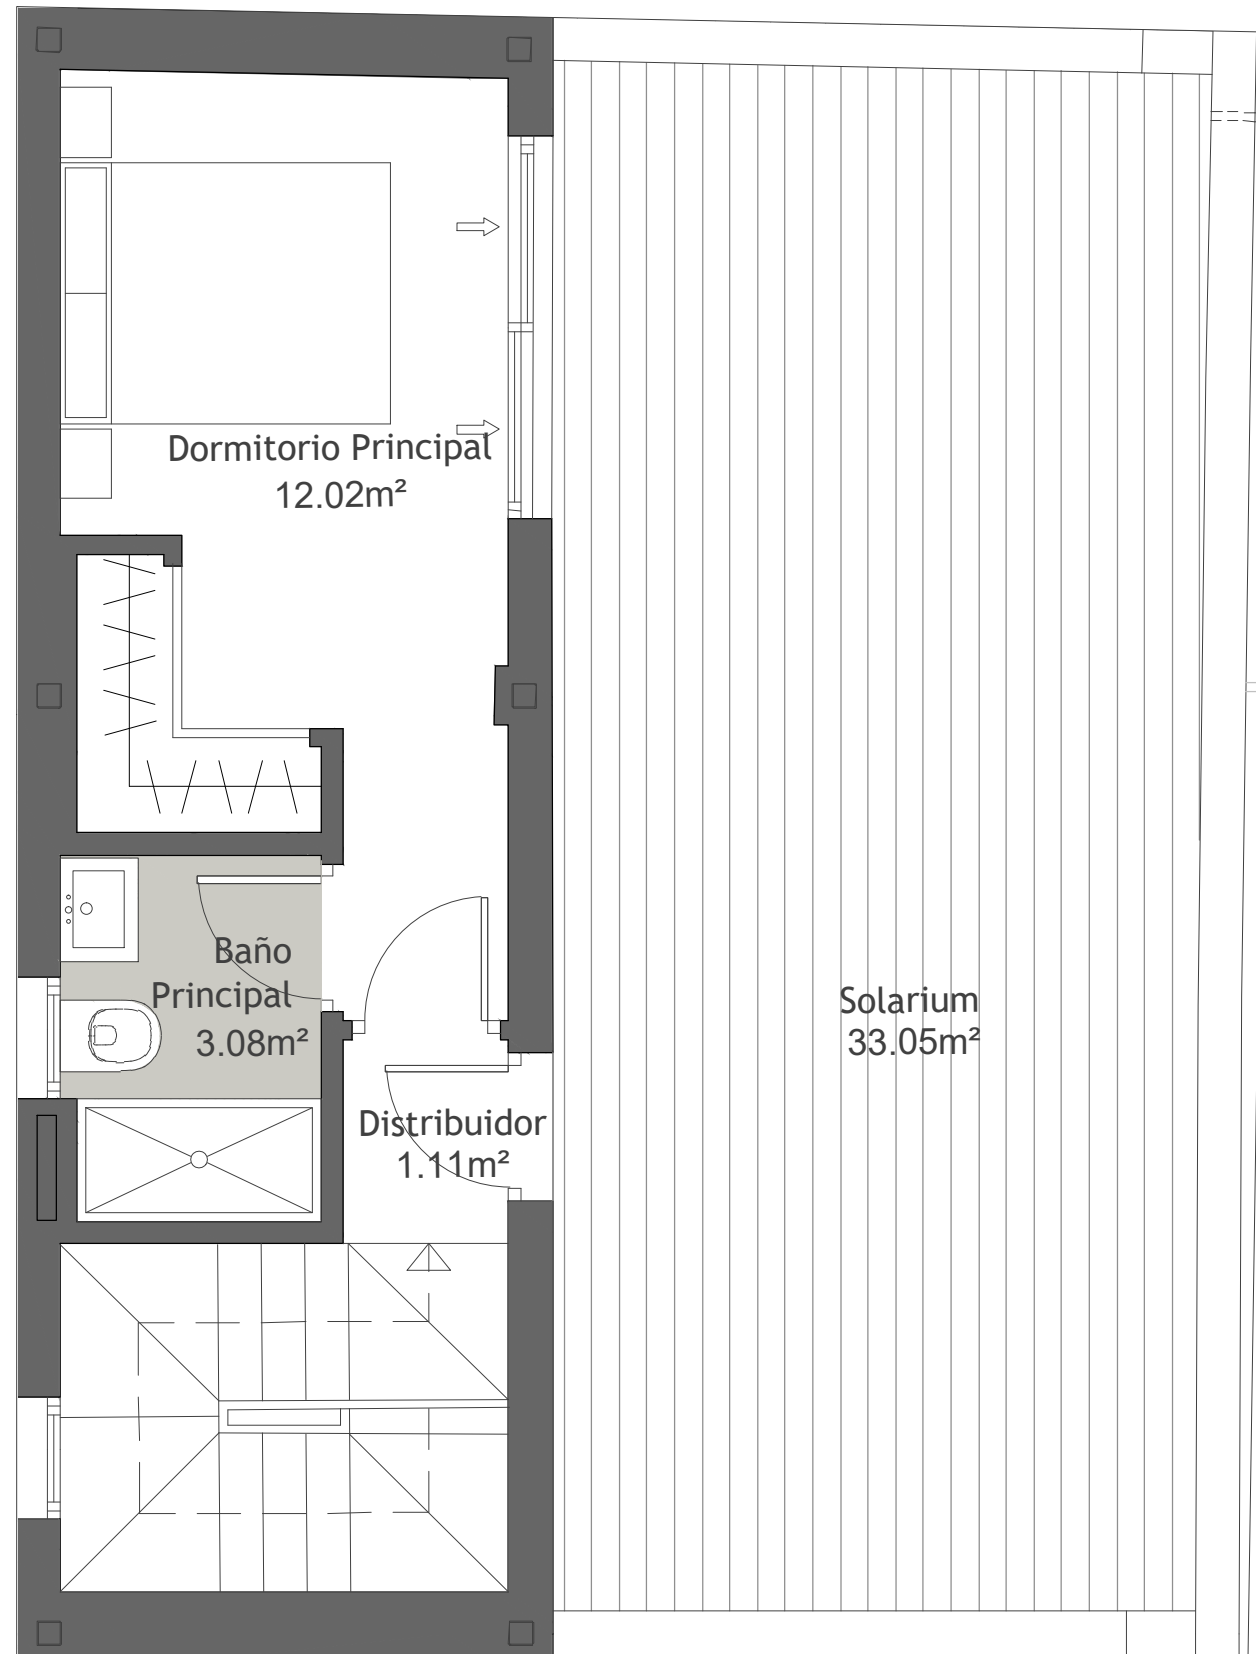 Dormitorio Principal
12.02m²
Baño
Principal
3.08m²
Solarium
33.05m²
Distribuidor
1.11m²